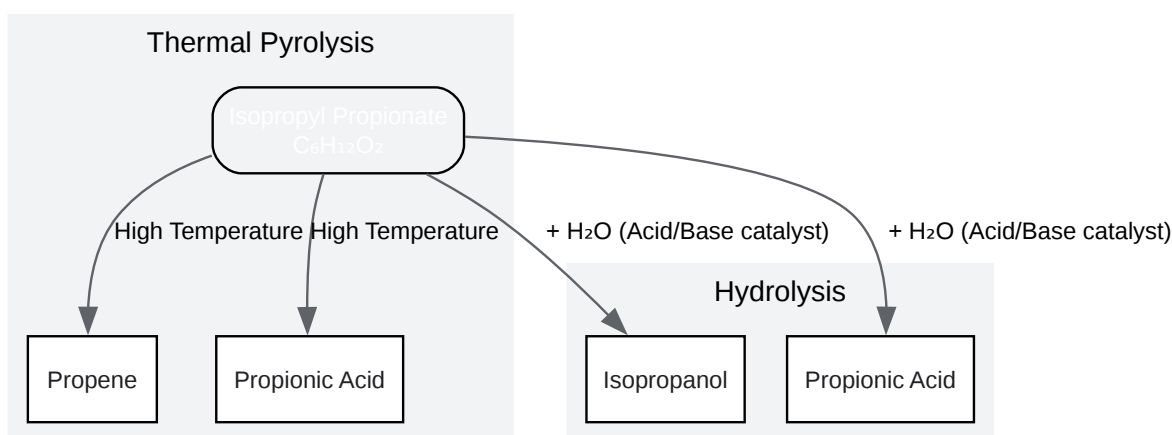 Thermal Pyrolysis
Isopropyl Propionate
C₆H₁₂O₂
High Temperature
High Temperature
+ H₂O (Acid/Base catalyst)
+ H₂O (Acid/Base catalyst)
Hydrolysis
Propene
Propionic Acid
Isopropanol
Propionic Acid